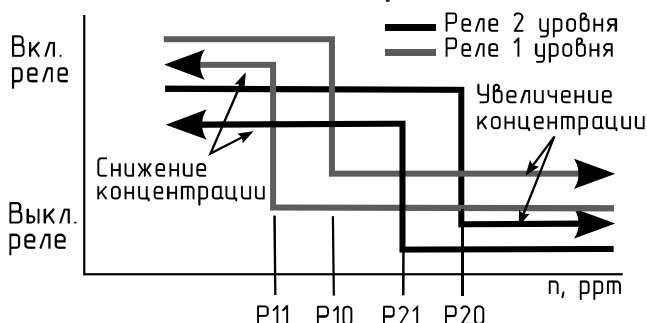 Реле 2 уровня
Реле 1 уровня
Вкл.
реле
Увеличение
концентрации
Снижение
концентрации
Выкл.
реле
n, ppm
P11 P10 P21 P20